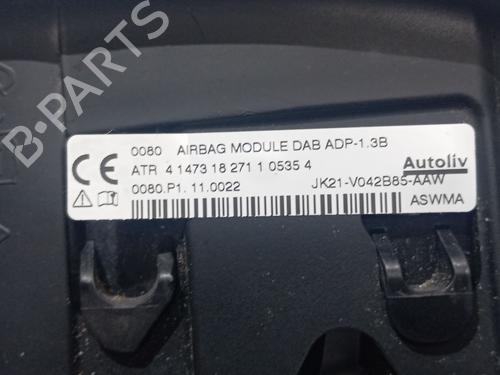 0080 AIRBAG MODULE DAB ADP-1.3B
CE ATR 4 1473 18 271 1 0535 4 Autoliv
0080.P1. 11.0022 JK21-V042B85-AAW
ASWMA
B-PARTS